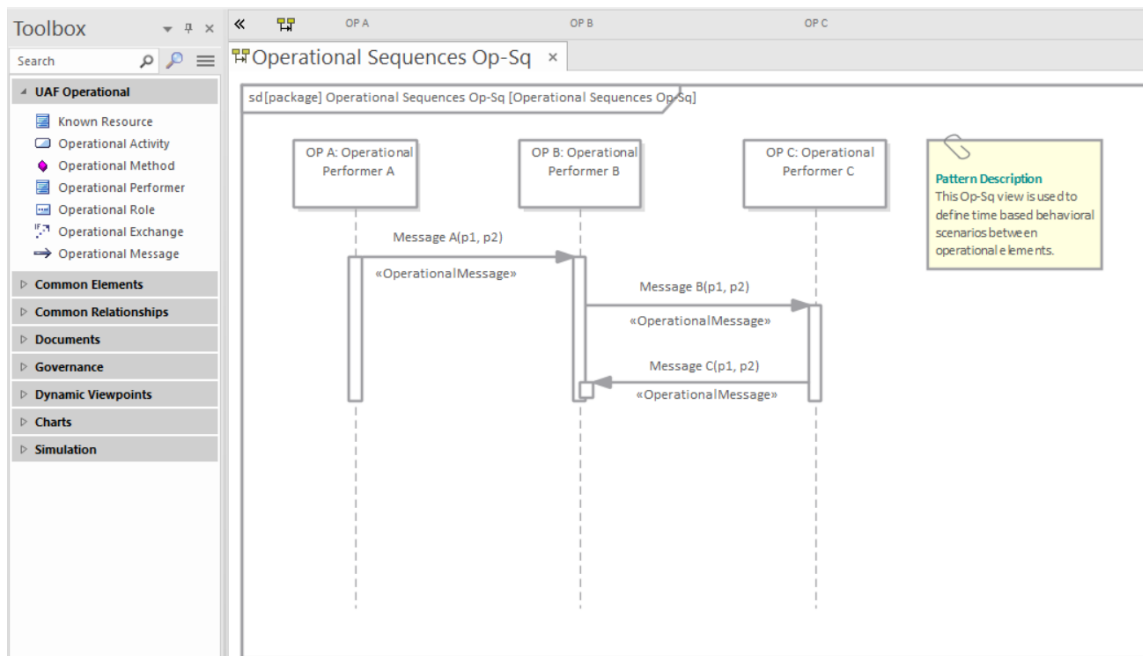 Toolbox
Search
UAF Operational
Known Resource
Operational Activity
Operational Method
Operational Performer
Operational Role
Operational Exchange
Operational Message
Common Elements
Common Relationships
Documents
Governance
Dynamic Viewpoints
Charts
Simulation
OP A
OP B
OP C
Operational Sequences Op-Sq
sd[package] Operational Sequences Op-Sq [Operational Sequences Op-Sq]
OP A: Operational
Performer A
OP B: Operational
Performer B
OP C: Operational
Performer C
Pattern Description
This Op-Sq view is used to
define time based behavioral
scenarios between
operational elements.
Message A(p1, p2)
«OperationalMessage»
Message B(p1, p2)
«OperationalMessage»
Message C(p1, p2)
«OperationalMessage»